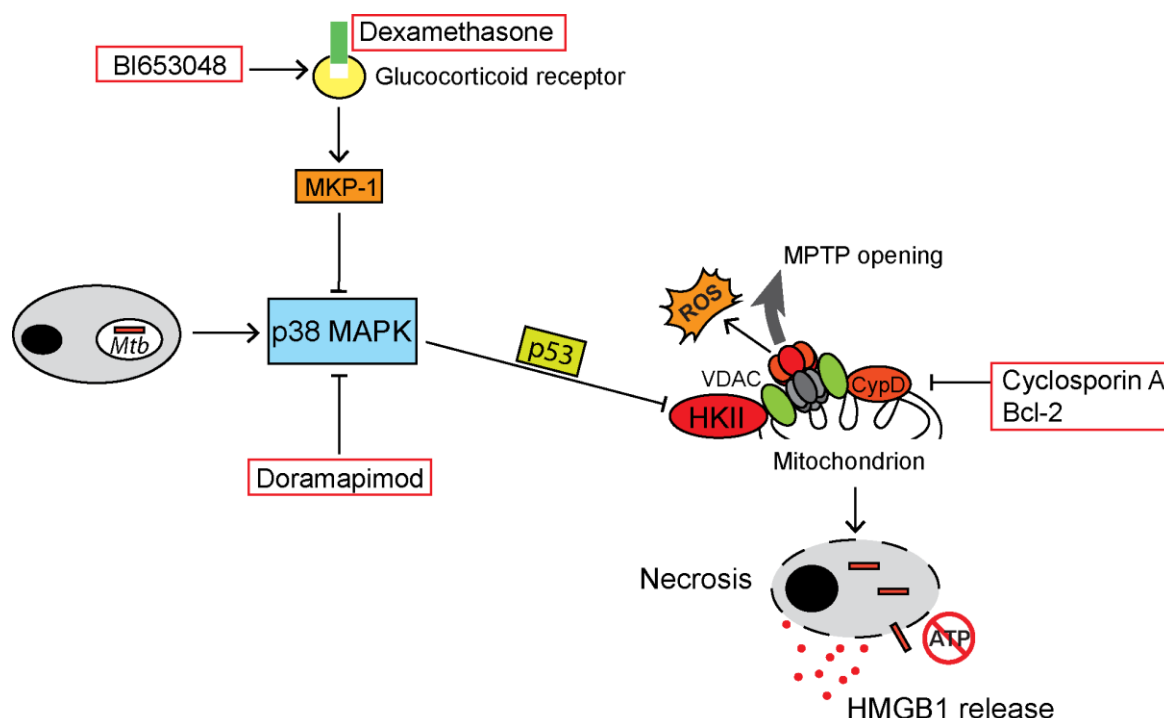 Dexamethasone
BI653048
Glucocorticoid receptor
MKP-1
MPTP opening
ROS
Mtb
p38 MAPK
p53
VDAC
CypD
HKII
Cyclosporin A
Bcl-2
Mitochondrion
Doramapimod
Necrosis
ATP
HMGB1 release